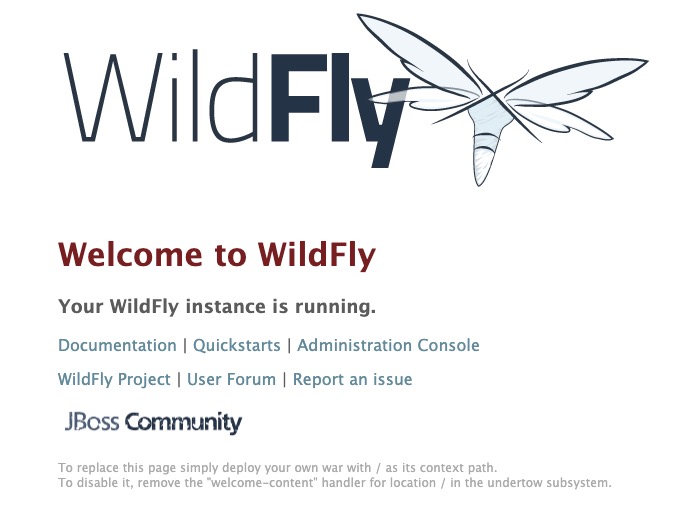 WildFly
Welcome to WildFly
Your WildFly instance is running.
Documentation | Quickstarts | Administration Console
WildFly Project | User Forum | Report an issue
JBoss Community
To replace this page simply deploy your own war with / as its context path.
To disable it, remove the "welcome-content" handler for location / in the undertow subsystem.